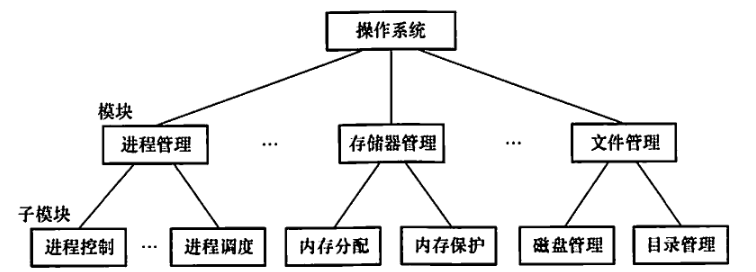 操作系统
模块
进程管理 … 存储器管理 … 文件管理
子模块
进程控制 … 进程调度 内存分配 内存保护 磁盘管理 目录管理